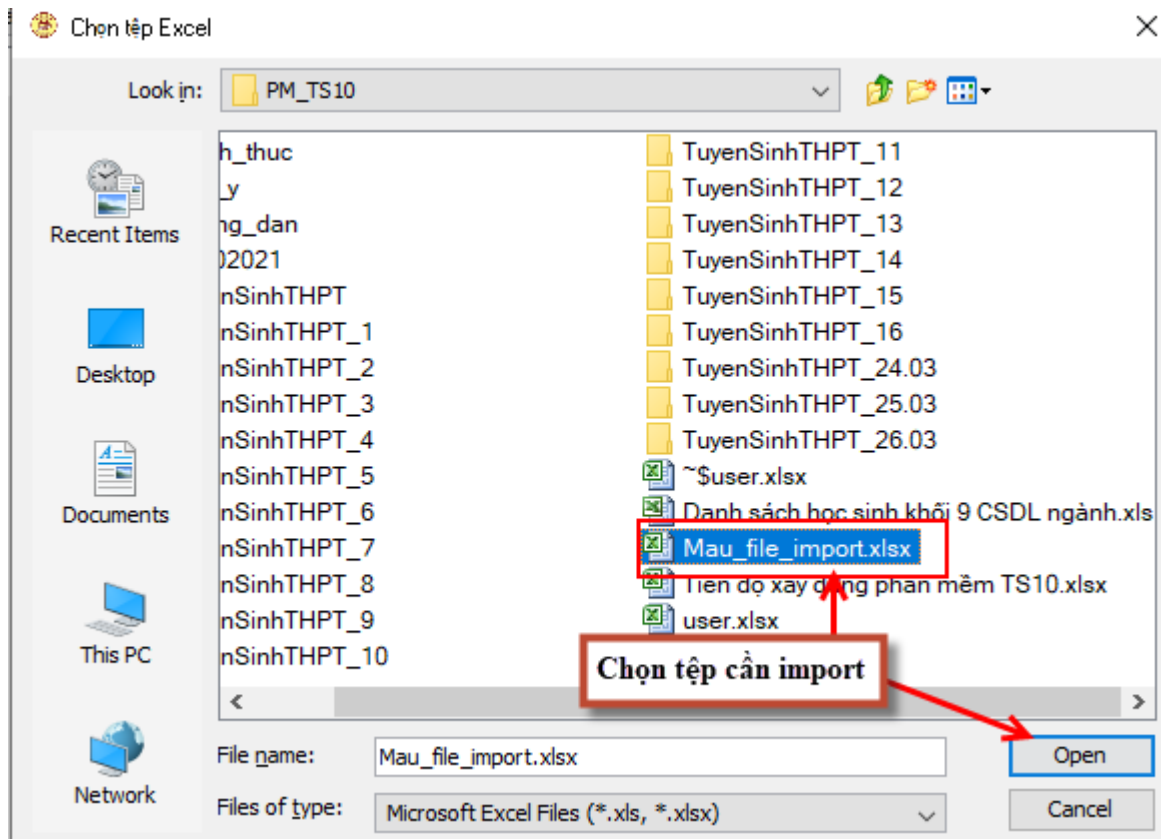 Chọn tệp Excel
Look in: PM_TS10
Recent Items
Desktop
Documents
This PC
Network
h_thuc
_y
ng_dan
02021
nSinhTHPT
nSinhTHPT_1
nSinhTHPT_2
nSinhTHPT_3
nSinhTHPT_4
nSinhTHPT_5
nSinhTHPT_6
nSinhTHPT_7
nSinhTHPT_8
nSinhTHPT_9
nSinhTHPT_10
TuyenSinhTHPT_11
TuyenSinhTHPT_12
TuyenSinhTHPT_13
TuyenSinhTHPT_14
TuyenSinhTHPT_15
TuyenSinhTHPT_16
TuyenSinhTHPT_24.03
TuyenSinhTHPT_25.03
TuyenSinhTHPT_26.03
~$user.xlsx
Danh sách học sinh khối 9 CSDL ngành.xls
Mau_file_import.xlsx
Tiến độ xây dựng phần mềm TS10.xlsx
user.xlsx
Chọn tệp cần import
File name: Mau_file_import.xlsx Open
Files of type: Microsoft Excel Files (*.xls, *.xlsx) Cancel